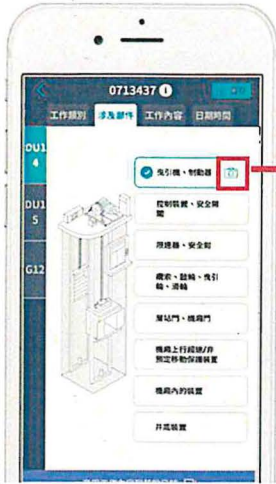 0713437
工作類別 涉及部件 工作內容 日期時間
DU1
4
曳引機、制動器
DU1
5
控制裝置、安全開
關
限速器、安全鉗
G12
纜索、鼓輪、曳引
輪、滑輪
層站門、機廂門
機廂上行超速/非
預定移動保護裝置
機廂內的裝置
井底裝置